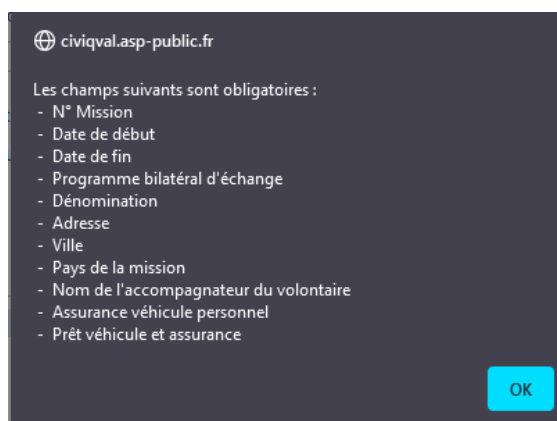 civiqval.asp-public.fr
Les champs suivants sont obligatoires :
- N° Mission
- Date de début
- Date de fin
- Programme bilatéral d'échange
- Dénomination
- Adresse
- Ville
- Pays de la mission
- Nom de l'accompagnateur du volontaire
- Assurance véhicule personnel
- Prêt véhicule et assurance
OK